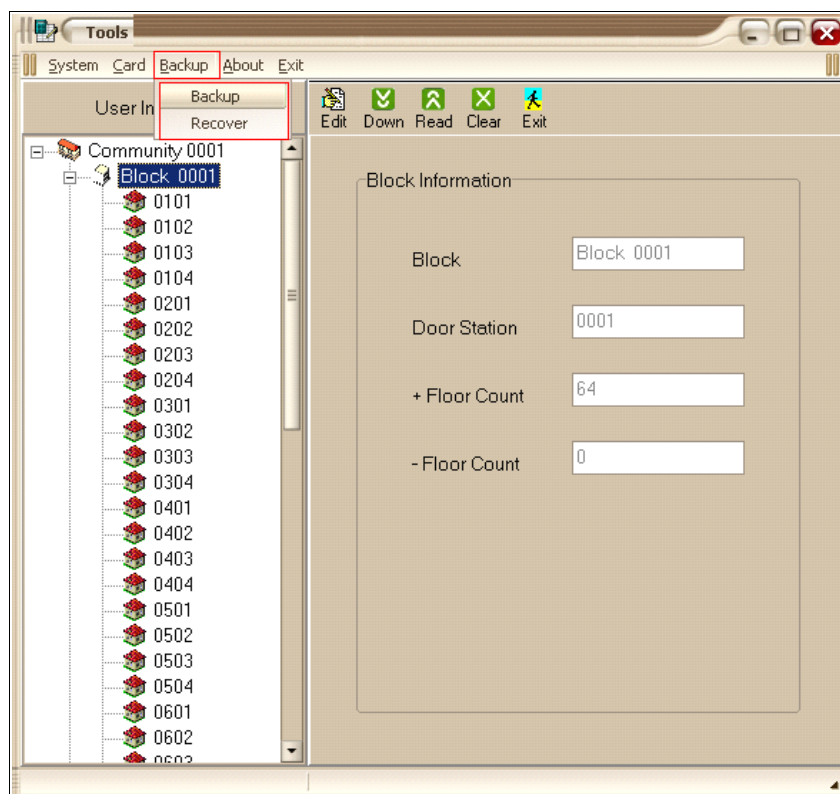 Tools
System Card Backup About Exit
Backup
Recover
User In
Edit Down Read Clear Exit
Community 0001
Block 0001
0101
0102
0103
0104
0201
0202
0203
0204
0301
0302
0303
0304
0401
0402
0403
0404
0501
0502
0503
0504
0601
0602
0603
Block Information
Block
Block 0001
Door Station
0001
+ Floor Count
64
- Floor Count
0